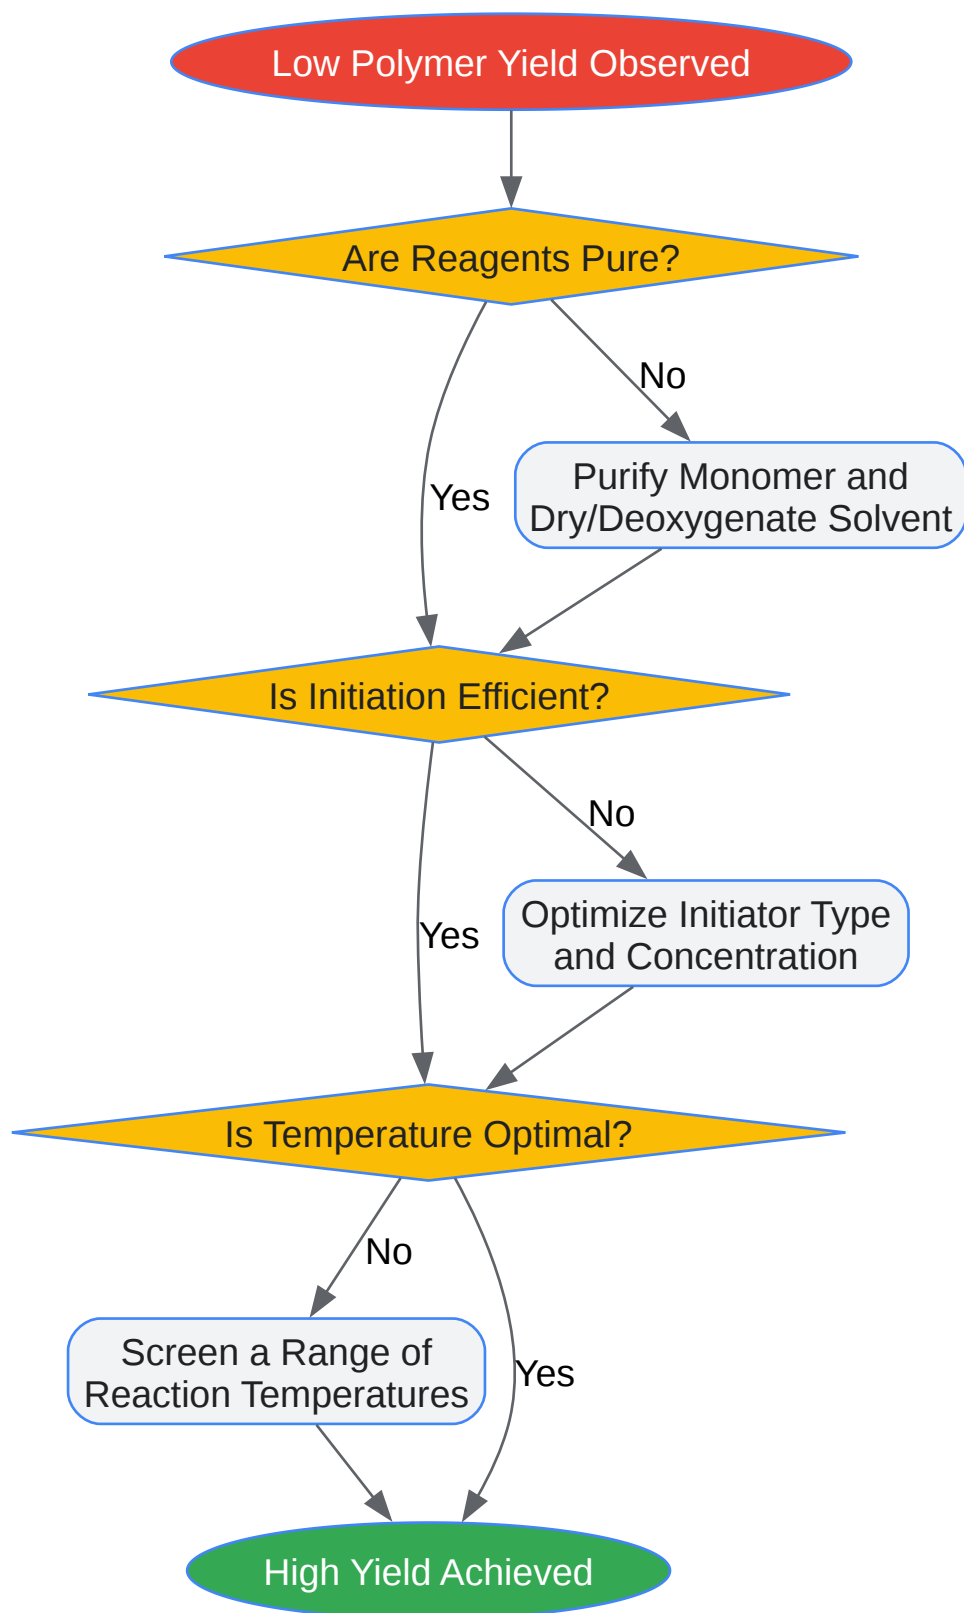 Low Polymer Yield Observed
Are Reagents Pure?
No
Purify Monomer and
Dry/Deoxygenate Solvent
Yes
Is Initiation Efficient?
No
Optimize Initiator Type
and Concentration
Yes
Is Temperature Optimal?
No
Screen a Range of
Reaction Temperatures
Yes
High Yield Achieved